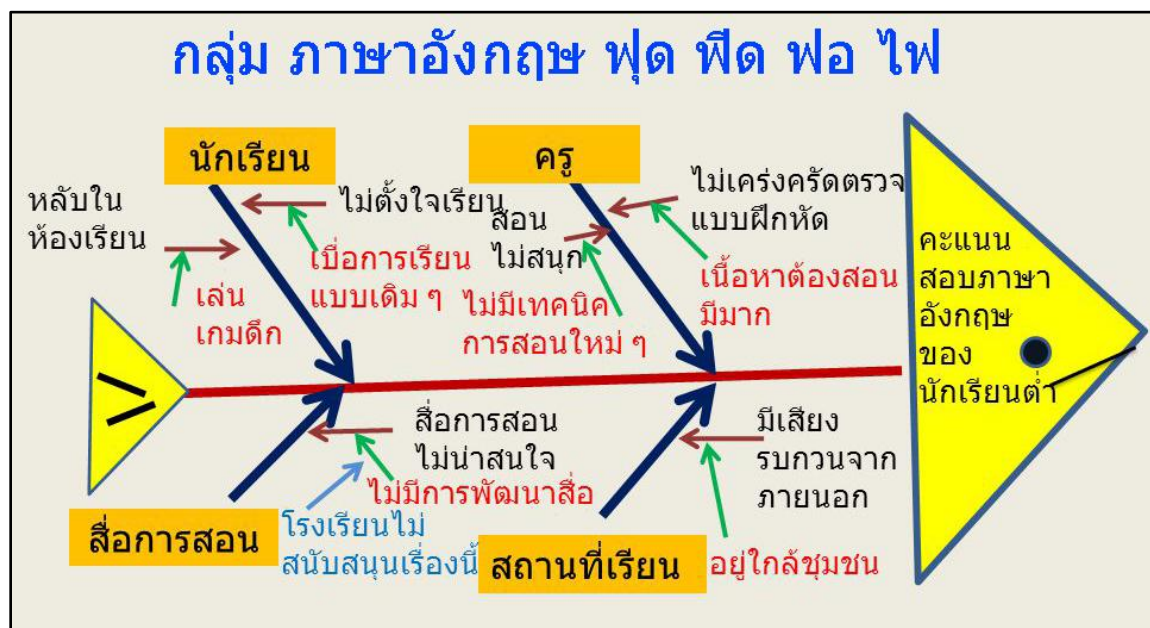 กลุ่ม ภาษาอังกฤษ ฟุด ฟิด ฟอ ไฟ
นักเรียน
หลับใน
ห้องเรียน
ไม่ตั้งใจเรียน
เล่น
เกมดึก
เบื่อการเรียน
แบบเดิม ๆ
ครู
ไม่เคร่งครัดตรวจ
แบบฝึกหัด
สอน
ไม่สนุก
เนื้อหาต้องสอน
มีมาก
ไม่มีเทคนิค
การสอนใหม่ ๆ
คะแนน
สอบภาษา
อังกฤษ
ของ
นักเรียนต่ำ
สื่อการสอน
ไม่น่าสนใจ
ไม่มีการพัฒนาสื่อ
โรงเรียนไม่
สนับสนุนเรื่องนี้
สื่อการสอน
มีเสียง
รบกวนจาก
ภายนอก
อยู่ใกล้ชุมชน
สถานที่เรียน